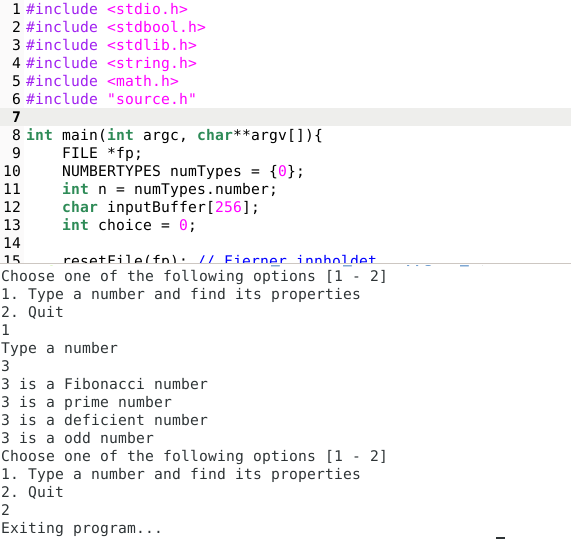 1 #include <stdio.h>
2 #include <stdbool.h>
3 #include <stdlib.h>
4 #include <string.h>
5 #include <math.h>
6 #include "source.h"
7
8 int main(int argc, char**argv[]){
9     FILE *fp;
10     NUMBERTYPES numTypes = {0};
11     int n = numTypes.number;
12     char inputBuffer[256];
13     int choice = 0;
14
15     resetFile(fp); // Fjerner innholdet
Choose one of the following options [1 - 2]
1. Type a number and find its properties
2. Quit
1
Type a number
3
3 is a Fibonacci number
3 is a prime number
3 is a deficient number
3 is a odd number
Choose one of the following options [1 - 2]
1. Type a number and find its properties
2. Quit
2
Exiting program...